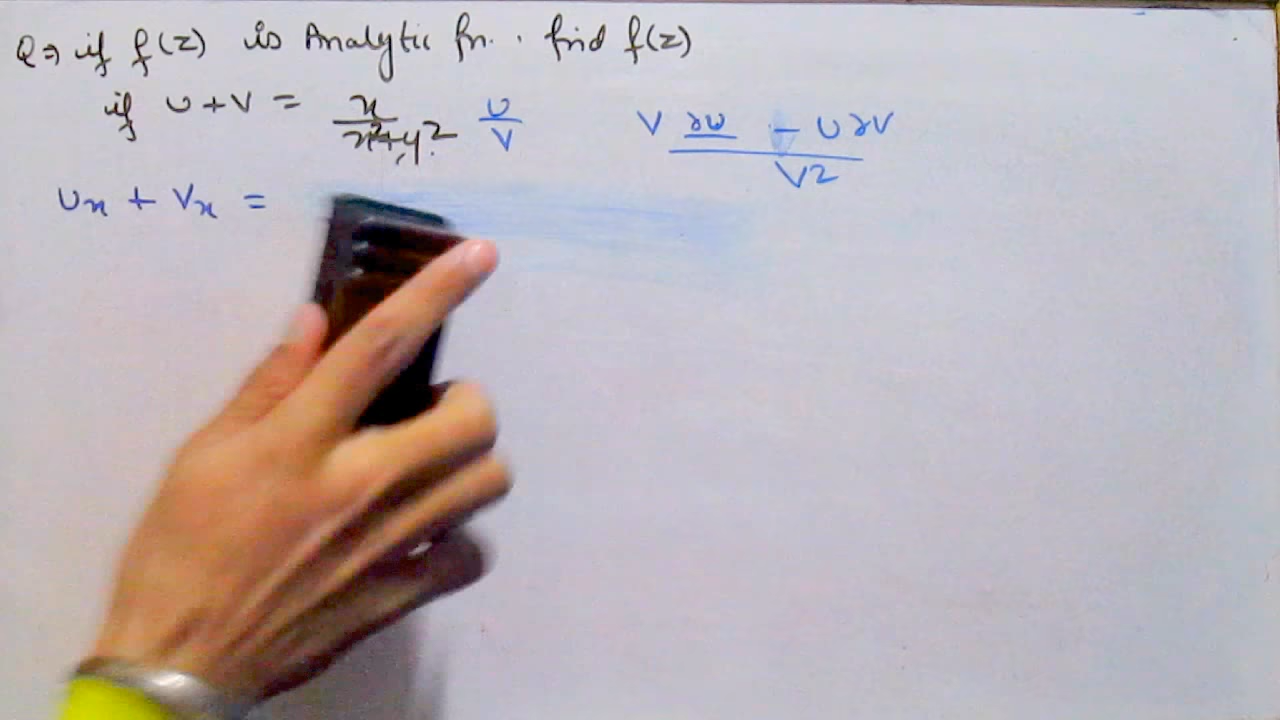 Q⇒ if f(z) is Analytic fn. . find f(z)
if U + V = x/x²+y². U/V V ∂U - U ∂V/V2
Ux + Vx =